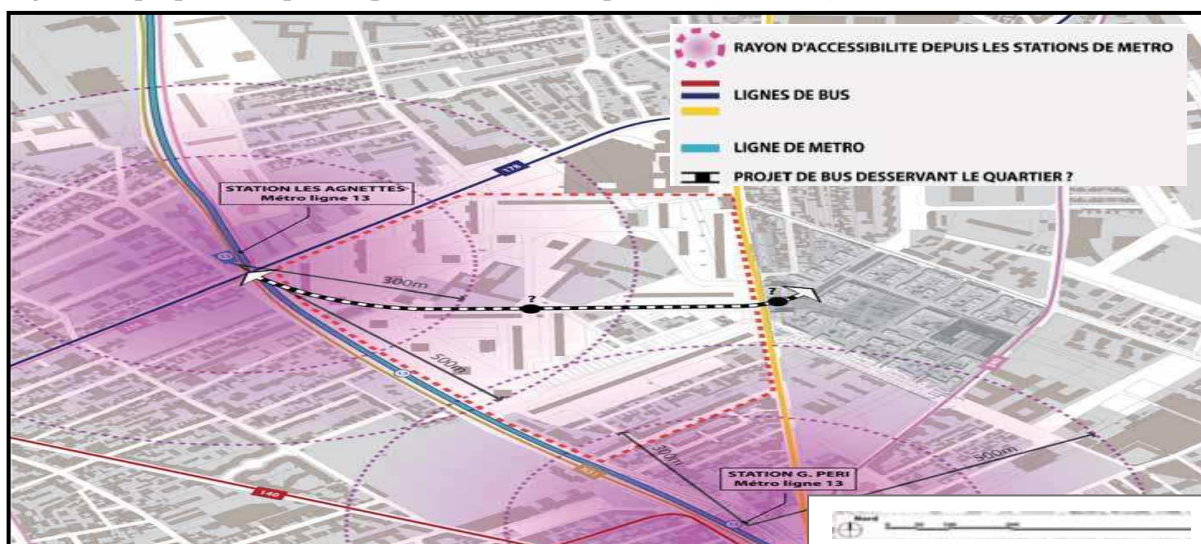 RAYON D'ACCESSIBILITE DEPUIS LES STATIONS DE METRO
LIGNES DE BUS
LIGNE DE METRO
PROJET DE BUS DESSERVANT LE QUARTIER ?
178
STATION LES AGNETTES
Métro ligne 13
300m
?
?
500m
300m
500m
STATION G. PERI
Métro ligne 13
140
Nord